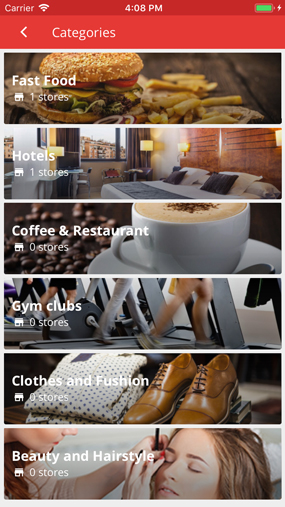 Carrier 4:08 PM
Categories
Fast Food
1 stores
Hotels
1 stores
Coffee & Restaurant
0 stores
Gym clubs
0 stores
Clothes and Fushion
0 stores
Beauty and Hairstyle
0 stores